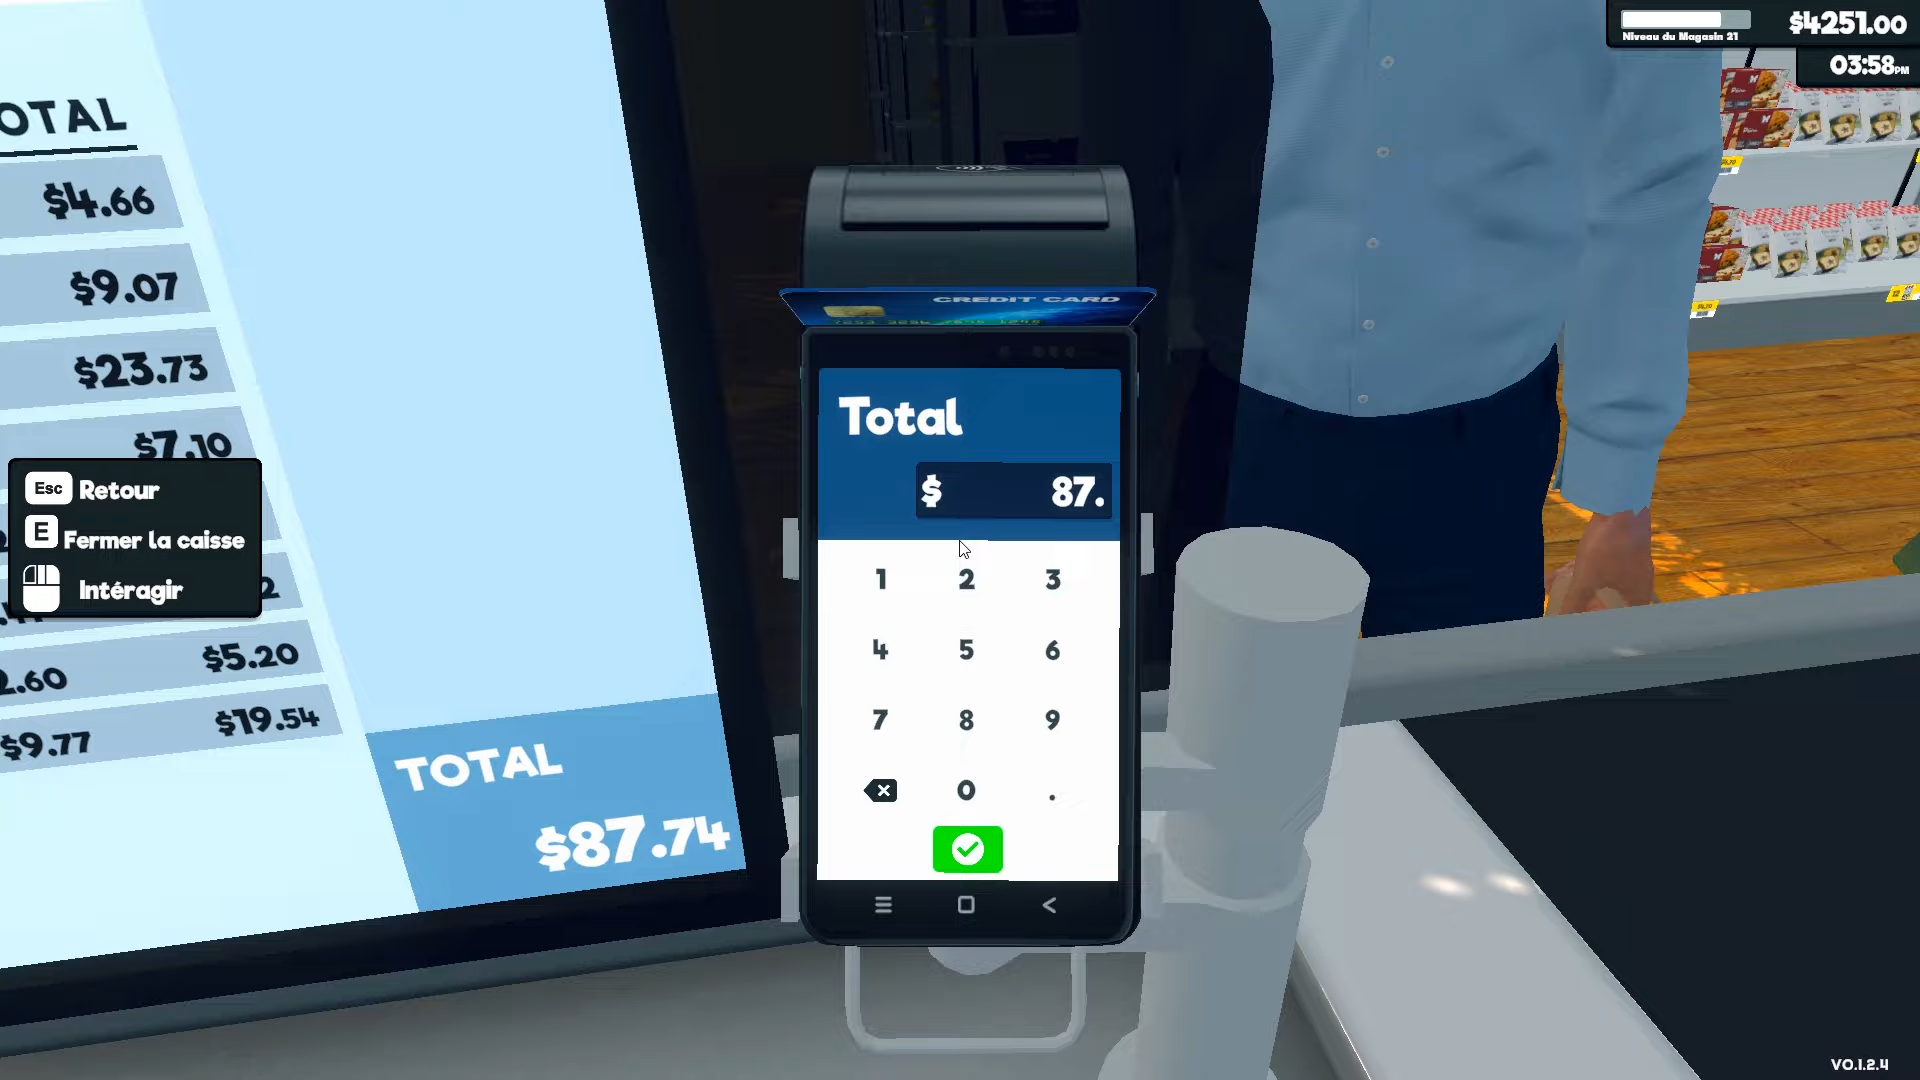 $4251.00
Niveau du Magasin 21
03:58PM
OTAL
$4.66
$9.07
$23.73
$7.10
2
2.60 $5.20
$9.77 $19.54
TOTAL
$87.74
Esc Retour
E Fermer la caisse
Intéragir
CREDIT CARD
Total
$ 87.
1 2 3
4 5 6
7 8 9
0 .
V0.1.2.4